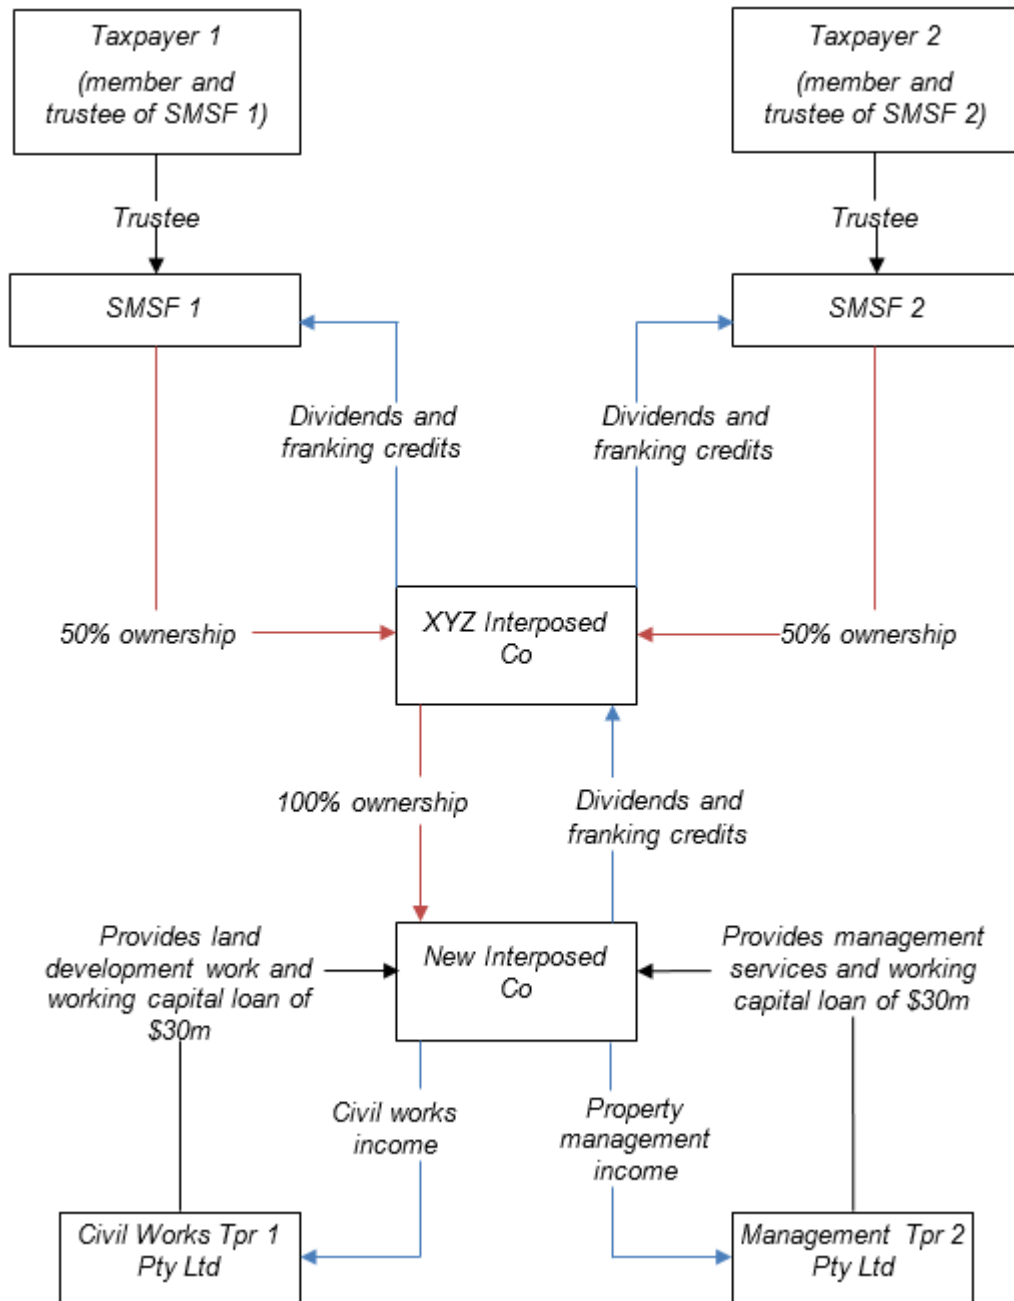 Taxpayer 1
(member and
trustee of SMSF 1)
Taxpayer 2
(member and
trustee of SMSF 2)
Trustee
Trustee
SMSF 1
SMSF 2
Dividends and
franking credits
Dividends and
franking credits
50% ownership
XYZ Interposed
Co
50% ownership
100% ownership
Dividends and
franking credits
Provides land
development work and
working capital loan of
$30m
New Interposed
Co
Provides management
services and working
capital loan of $30m
Civil works
income
Property
management
income
Civil Works Tpr 1
Pty Ltd
Management Tpr 2
Pty Ltd